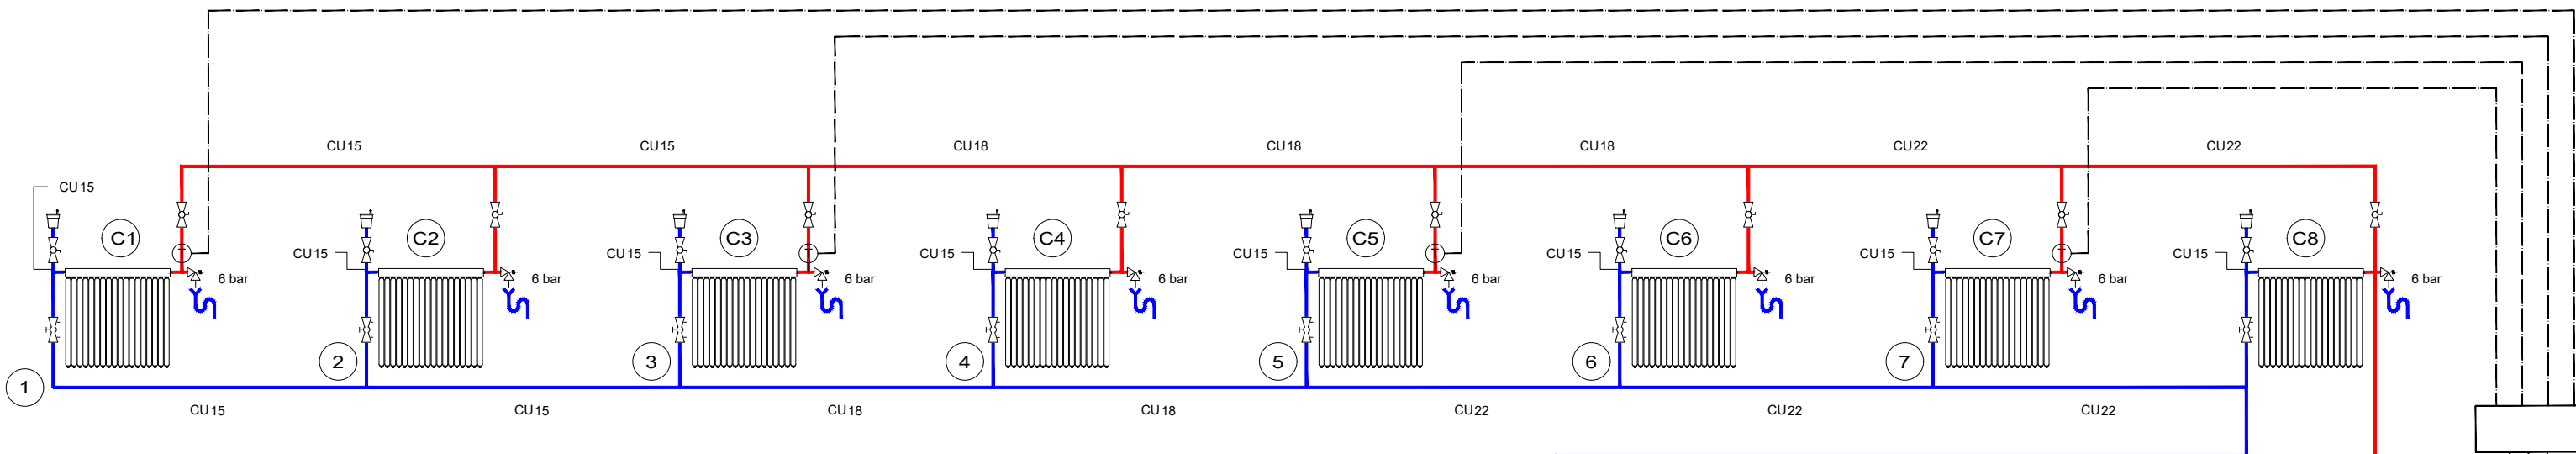 CU15 CU15 CU18 CU18 CU18 CU22 CU22
CU15
C1 C2 C3 C4 C5 C6 C7 C8
CU15 CU15 CU15 CU15 CU15 CU15 CU15
T T T T
6 bar 6 bar 6 bar 6 bar 6 bar 6 bar 6 bar 6 bar
1 2 3 4 5 6 7
CU15 CU15 CU18 CU18 CU22 CU22 CU22